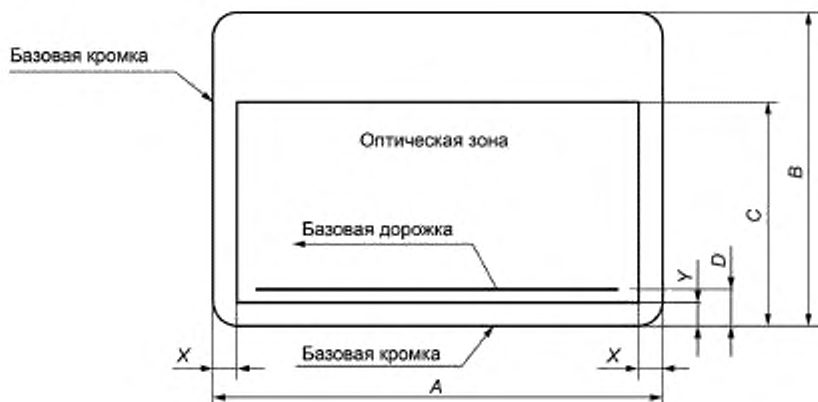 Базовая кромка
Оптическая зона
B
C
Базовая дорожка
D
Y
X
Базовая кромка
X
A